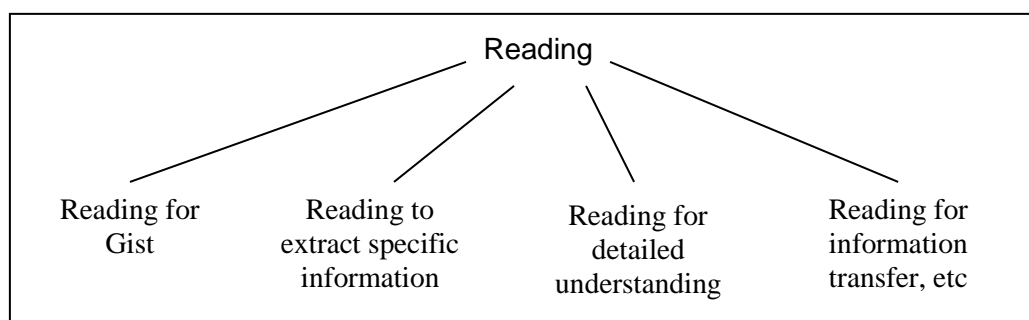 Reading
Reading for
Gist
Reading to
extract specific
information
Reading for
detailed
understanding
Reading for
information
transfer, etc